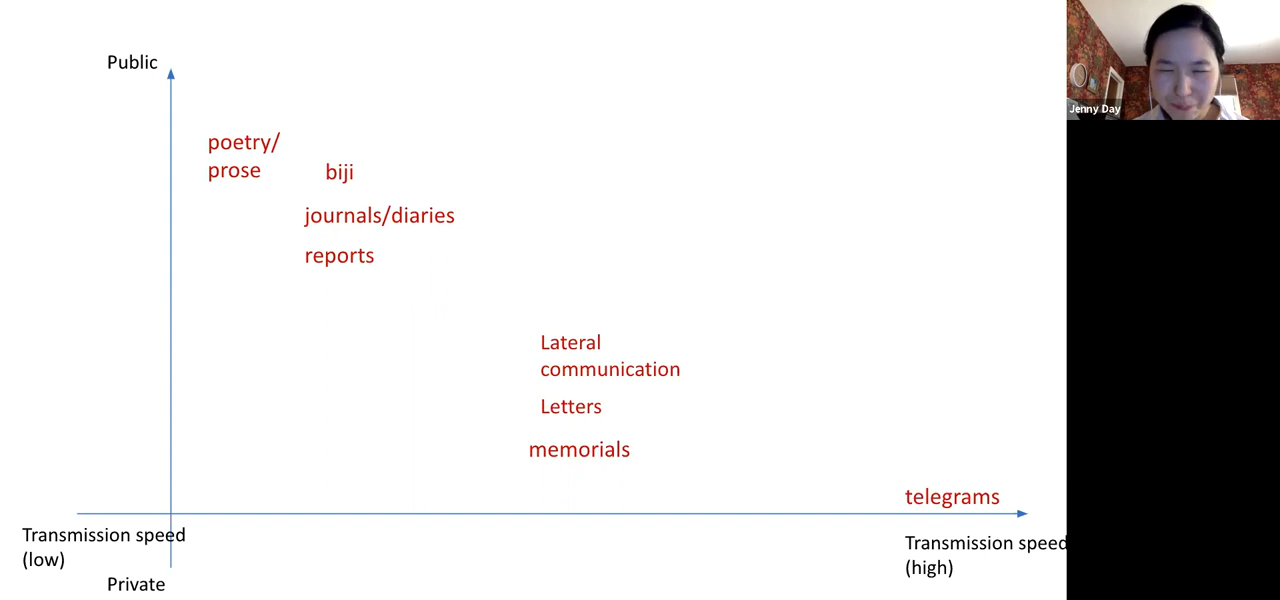 Public
Jenny Day
poetry/
prose
biji
journals/diaries
reports
Lateral
communication
Letters
memorials
telegrams
Transmission speed
(low)
Transmission speed
(high)
Private